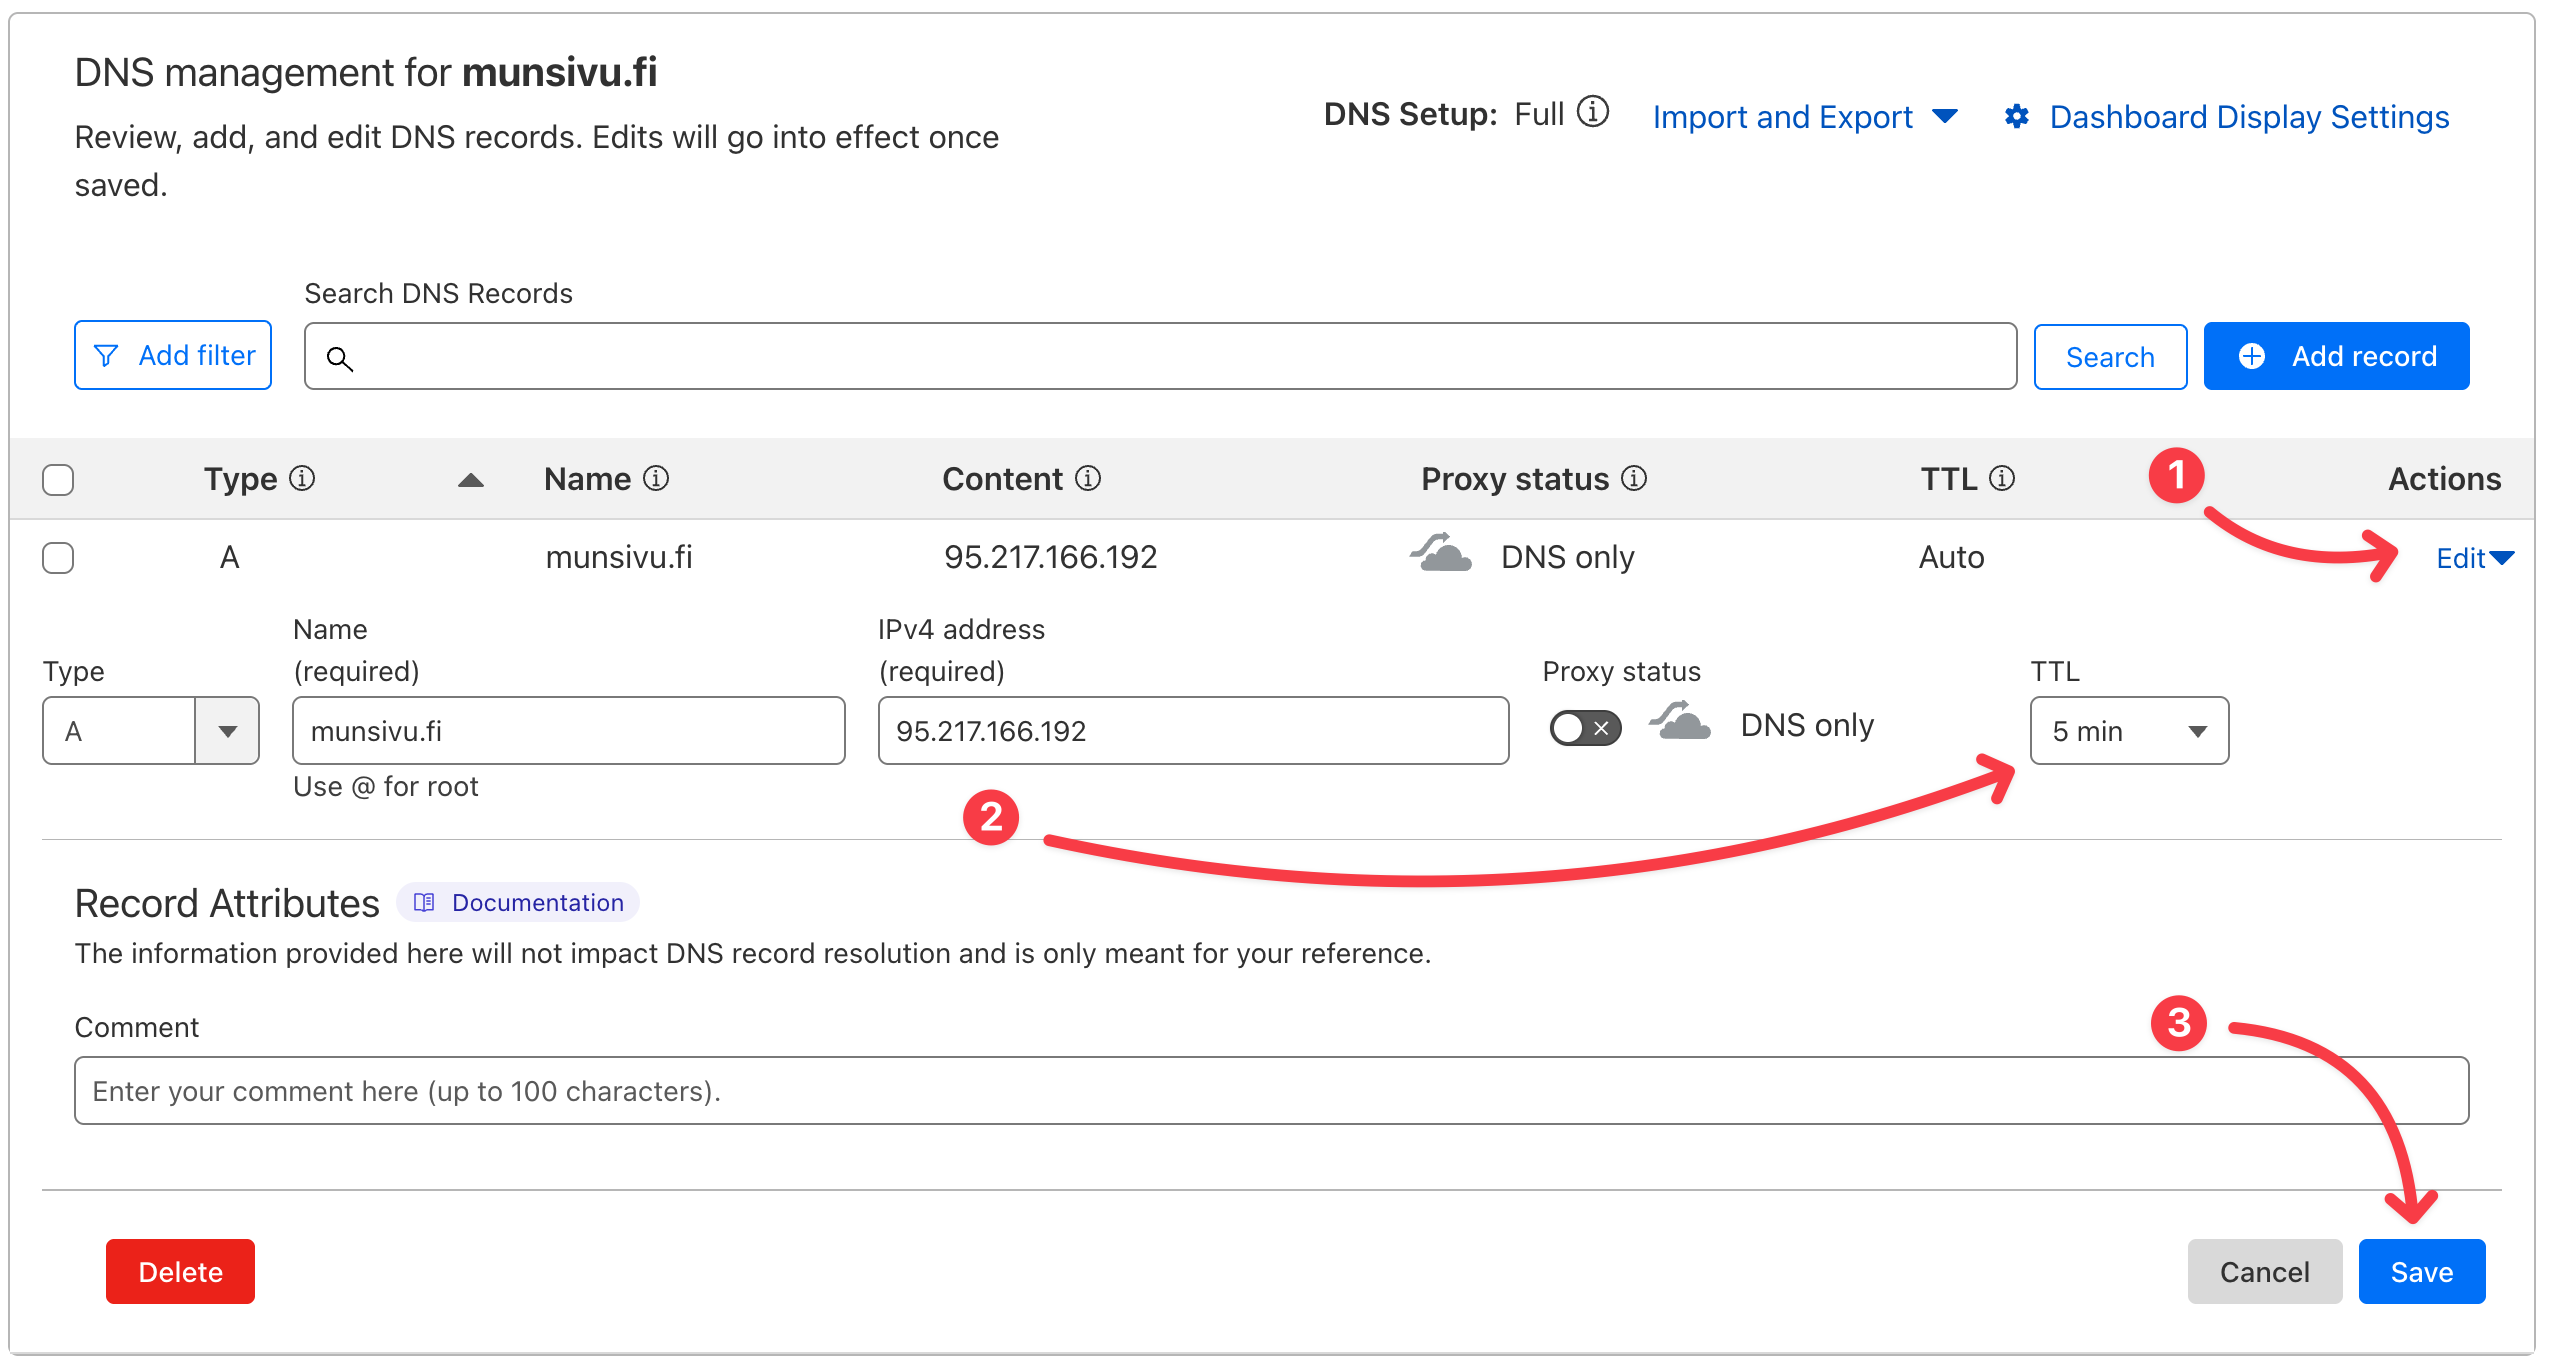 DNS management for munsivu.fi
Review, add, and edit DNS records. Edits will go into effect once
saved.
DNS Setup: Full Import and Export Dashboard Display Settings
Search DNS Records
Add filter
Search Add record
Type Name Content Proxy status TTL Actions
1
A munsivu.fi 95.217.166.192 DNS only Auto Edit
Type
Name
(required)
IPv4 address
(required)
Proxy status TTL
A munsivu.fi 95.217.166.192 DNS only 5 min
Use @ for root
2
Record Attributes Documentation
The information provided here will not impact DNS record resolution and is only meant for your reference.
Comment
3
Enter your comment here (up to 100 characters).
Delete Cancel Save